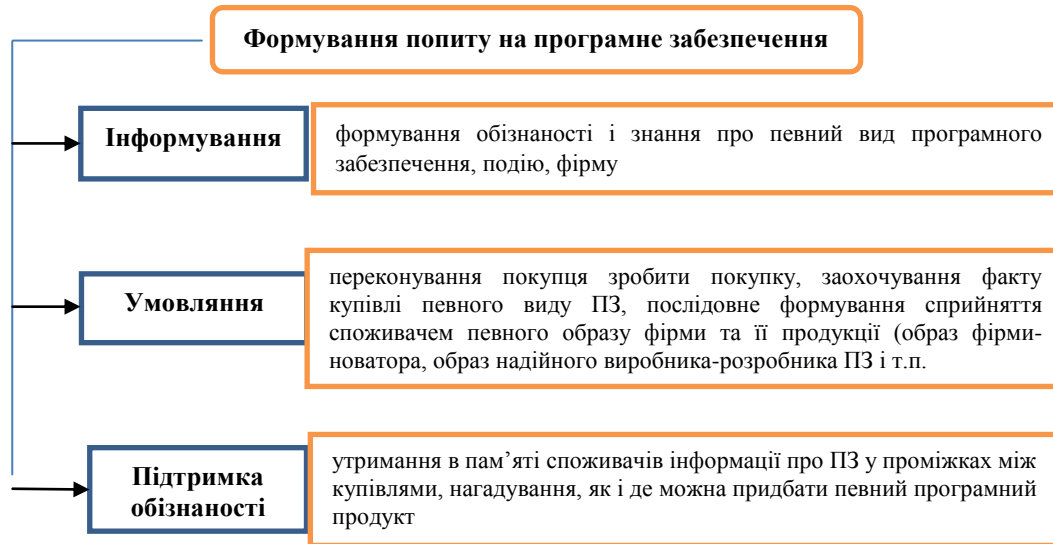 Формування попиту на програмне забезпечення
Інформування
формування обізнаності і знання про певний вид програмного
забезпечення, подію, фірму
Умовляння
переконування покупця зробити покупку, заохочування факту
купівлі певного виду ПЗ, послідовне формування сприйняття
споживачем певного образу фірми та її продукції (образ фірми-
новатора, образ надійного виробника-розробника ПЗ і т.п.
Підтримка
обізнаності
утримання в пам’яті споживачів інформації про ПЗ у проміжках між
купівлями, нагадування, як і де можна придбати певний програмний
продукт